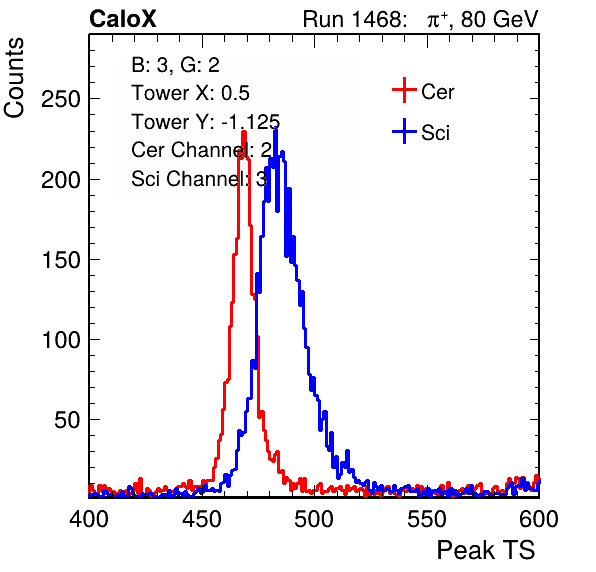 CaloX Run 1468: π⁺, 80 GeV
Counts
B: 3, G: 2
Tower X: 0.5
Tower Y: -1.125
Cer Channel: 2
Sci Channel: 3
Cer
Sci
250
200
150
100
50
400 450 500 550 600
Peak TS